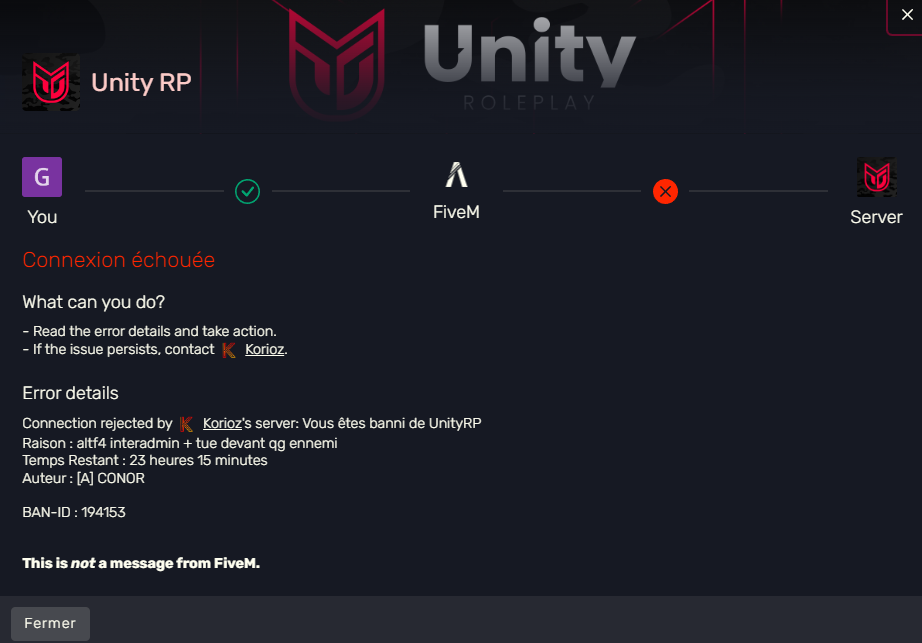 Unity
ROLEPLAY
Unity RP
G
You
FiveM
Server
Connexion échouée
What can you do?
- Read the error details and take action.
- If the issue persists, contact Korioz.
Error details
Connection rejected by Korioz's server: Vous êtes banni de UnityRP
Raison : altf4 interadmin + tue devant qg ennemi
Temps Restant : 23 heures 15 minutes
Auteur : [A] CONOR
BAN-ID : 194153
This is not a message from FiveM.
Fermer